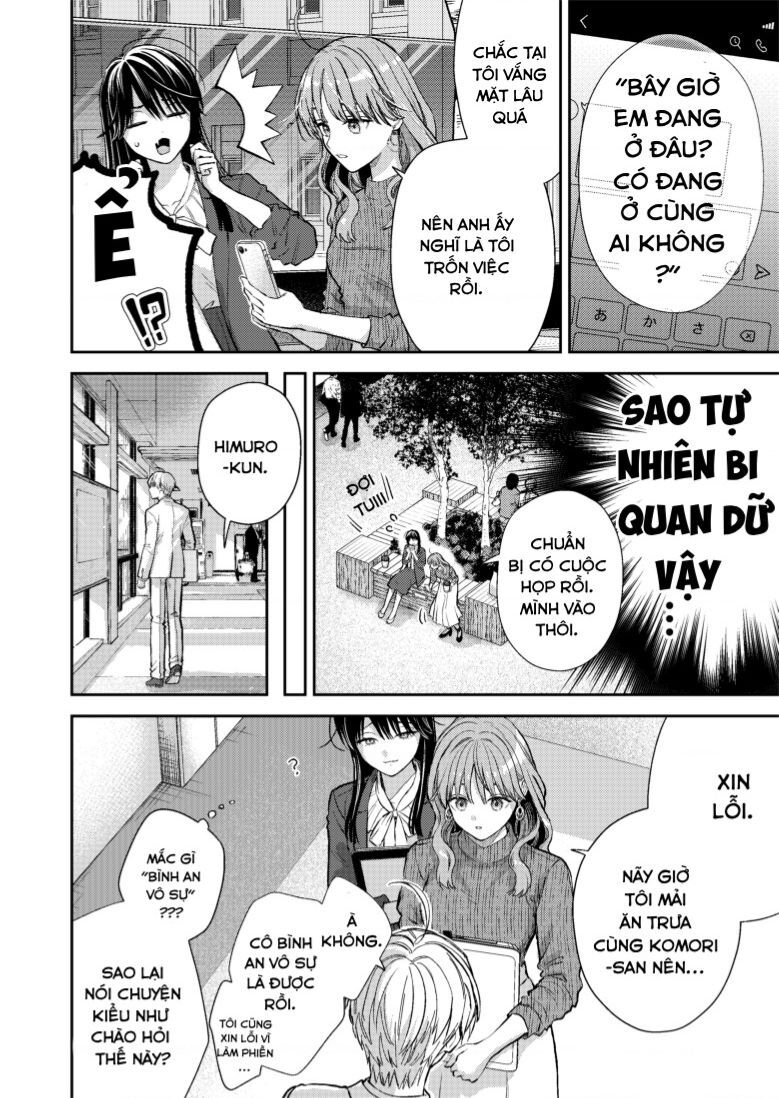 “BÂY GIỜ
EM ĐANG
Ở ĐÂU?
CÓ ĐANG
Ở CÙNG
AI KHÔNG
?”
あ
か
さ
CHẮC TẠI
TÔI VẮNG
MẶT LÂU
QUÁ
NÊN ANH ẤY
NGHĨ LÀ TÔI
TRỐN VIỆC
RỒI.
Ể
!?
SAO TỰ
NHIÊN BI
QUAN DỮ
VẬY
...
ĐỢI
TUIII
CHUẨN
BỊ CÓ CUỘC
HỌP RỒI.
MÌNH VÀO
THÔI.
HIMURO
-KUN.
XIN
LỖI.
NÃY GIỜ
TÔI MẢI
ĂN TRƯA
CÙNG KOMORI
-SAN NÊN...
?
À
KHÔNG.
CÔ BÌNH
AN VÔ SỰ
LÀ ĐƯỢC
RỒI.
TÔI CŨNG
XIN LỖI VÌ
LÀM PHIỀN
...
MẮC GÌ
“BÌNH AN
VÔ SỰ”
???
SAO LẠI
NÓI CHUYỆN
KIỂU NHƯ
CHÀO HỎI
THẾ NÀY?